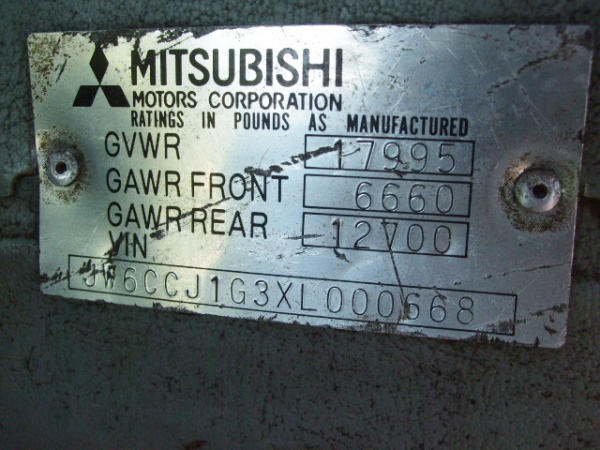 MITSUBISHI
MOTORS CORPORATION
RATINGS IN POUNDS AS MANUFACTURED
GVWR 17995
GAWR FRONT 6660
GAWR REAR 12700
VIN
JW6CCJ1G3XL000668